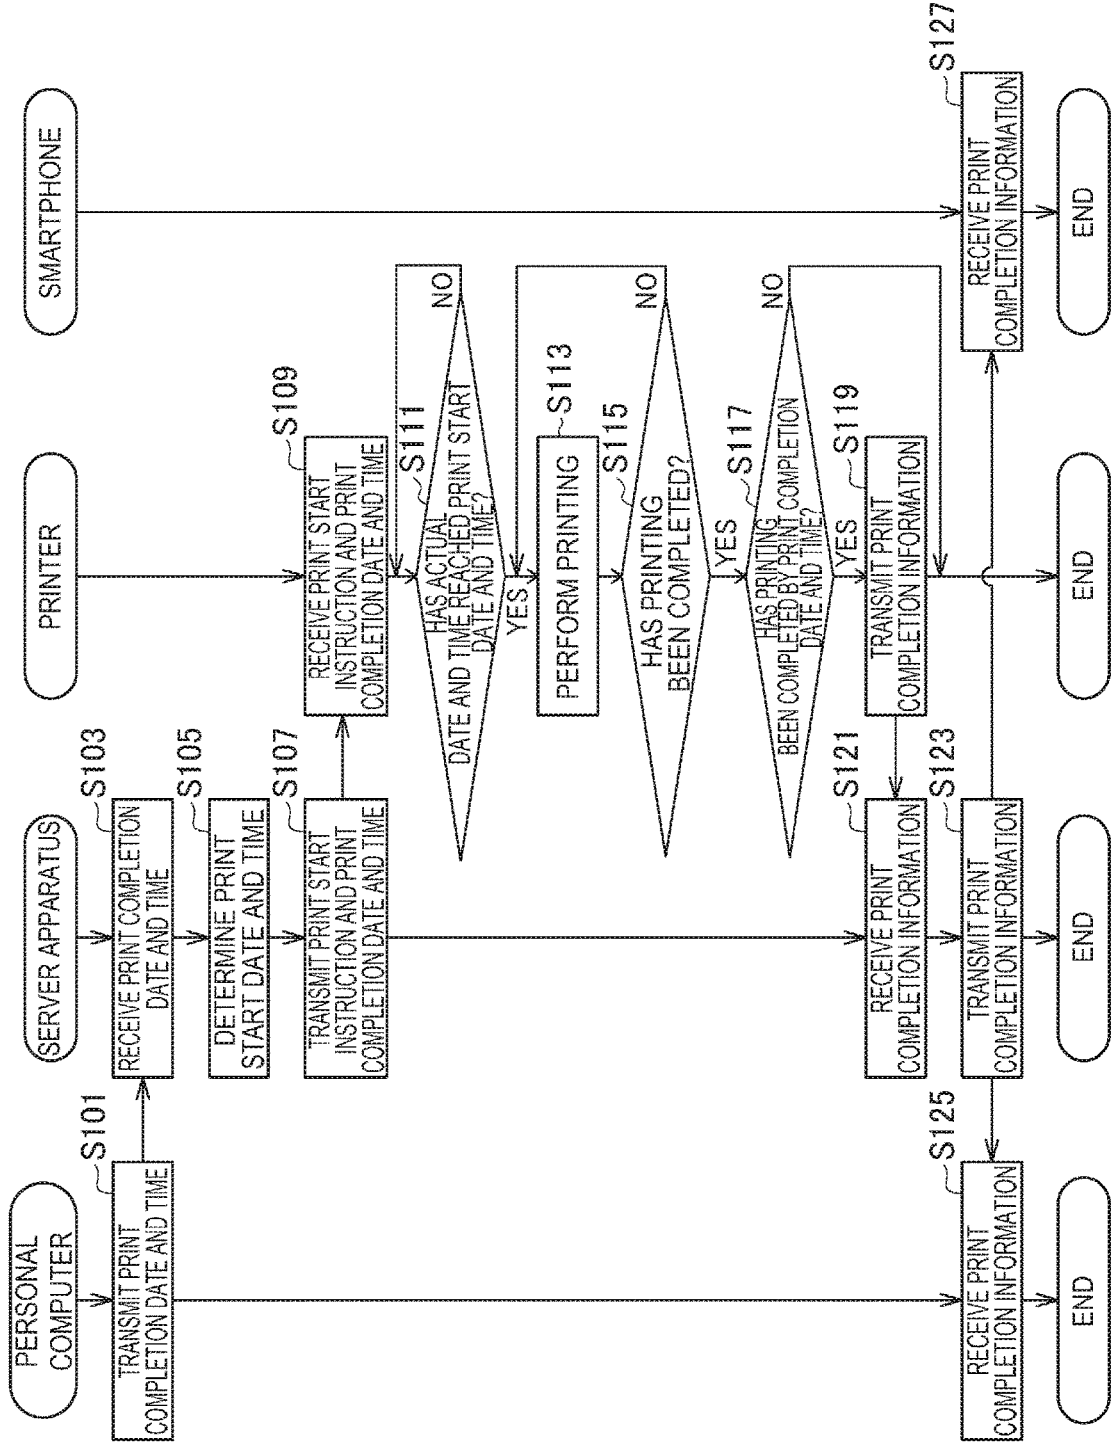 PERSONAL
COMPUTER
SERVER APPARATUS
PRINTER
SMARTPHONE
S101
TRANSMIT PRINT
COMPLETION DATE AND TIME
S103
RECEIVE PRINT COMPLETION
DATE AND TIME
S105
DETERMINE PRINT
START DATE AND TIME
S107
TRANSMIT PRINT START
INSTRUCTION AND PRINT
COMPLETION DATE AND TIME
S109
RECEIVE PRINT START
INSTRUCTION AND PRINT
COMPLETION DATE AND TIME
S111
HAS ACTUAL
DATE AND TIME REACHED PRINT START
DATE AND TIME?
NO
YES
S113
PERFORM PRINTING
S115
HAS PRINTING
BEEN COMPLETED?
NO
YES
S117
HAS PRINTING
BEEN COMPLETED BY PRINT COMPLETION
DATE AND TIME?
NO
YES
S119
TRANSMIT PRINT
COMPLETION INFORMATION
S121
RECEIVE PRINT
COMPLETION INFORMATION
S123
TRANSMIT PRINT
COMPLETION INFORMATION
S125
RECEIVE PRINT
COMPLETION INFORMATION
S127
RECEIVE PRINT
COMPLETION INFORMATION
END
END
END
END